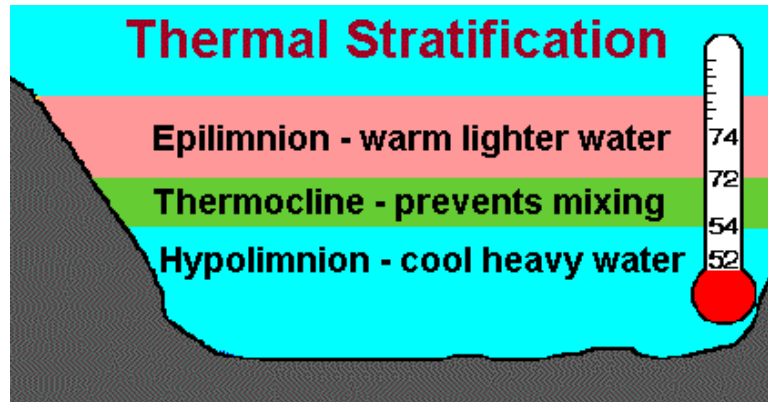 Thermal Stratification
Epilimnion - warm lighter water
74
72
Thermocline - prevents mixing
54
Hypolimnion - cool heavy water
52